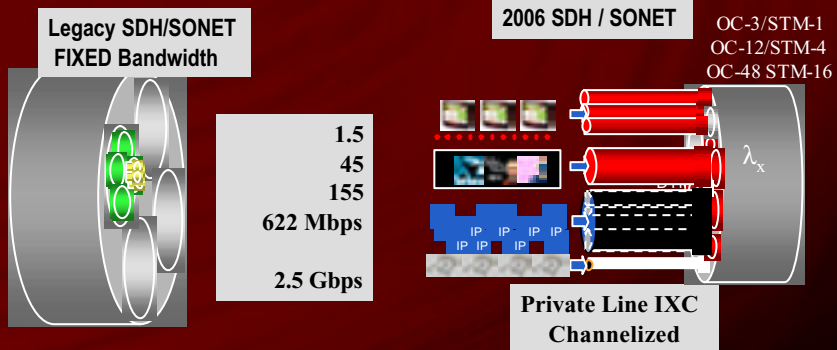 Legacy SDH/SONET
FIXED Bandwidth
2006 SDH / SONET
OC-3/STM-1
OC-12/STM-4
OC-48 STM-16
1.5
45
155
622 Mbps
2.5 Gbps
λx
IP IP IP IP
IP IP IP IP
Private Line IXC
Channelized